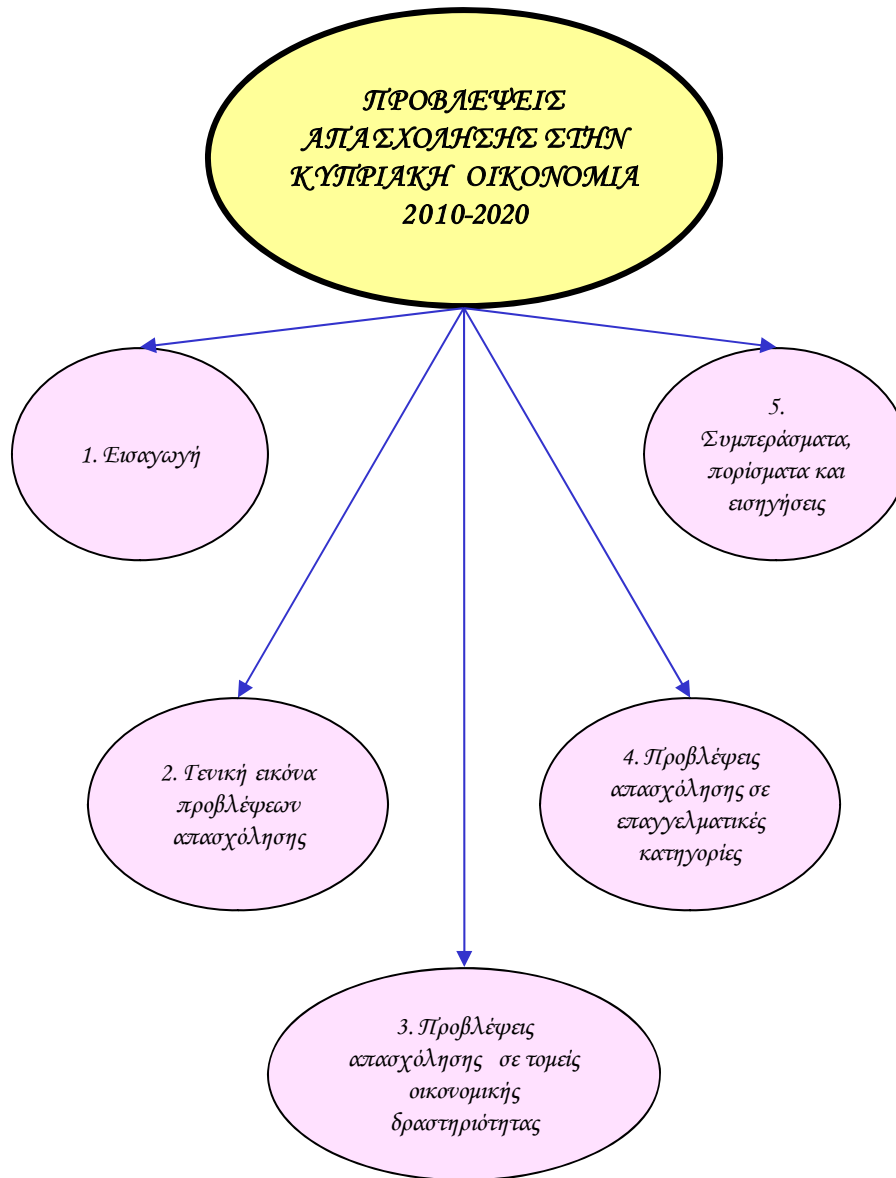 ΠΡΟΒΛΕΨΕΙΣ
ΑΠΑΣΧΟΛΗΣΗΣ ΣΤΗΝ
ΚΥΠΡΙΑΚΗ ΟΙΚΟΝΟΜΙΑ
2010-2020
1. Εισαγωγή
2. Γενική εικόνα
προβλέψεων
απασχόλησης
3. Προβλέψεις
απασχόλησης σε τομείς
οικονομικής
δραστηριότητας
4. Προβλέψεις
απασχόλησης σε
επαγγελματικές
κατηγορίες
5.
Συμπεράσματα,
πορίσματα και
εισηγήσεις